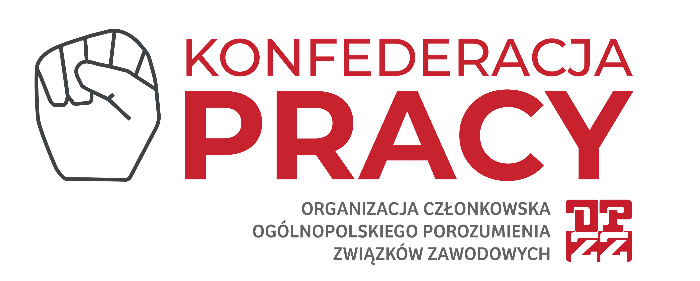 KONFEDERACJA
PRACY
ORGANIZACJA CZŁONKOWSKA
OGÓLNOPOLSKIEGO POROZUMIENIA
ZWIĄZKÓW ZAWODOWYCH
OPZZ